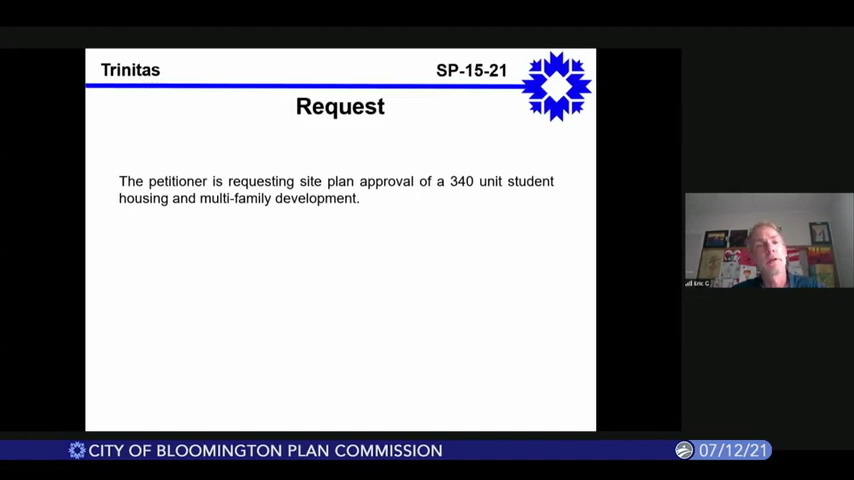 Trinitas SP-15-21
Request
The petitioner is requesting site plan approval of a 340 unit student
housing and multi-family development.
Eric G
CITY OF BLOOMINGTON PLAN COMMISSION 07/12/21